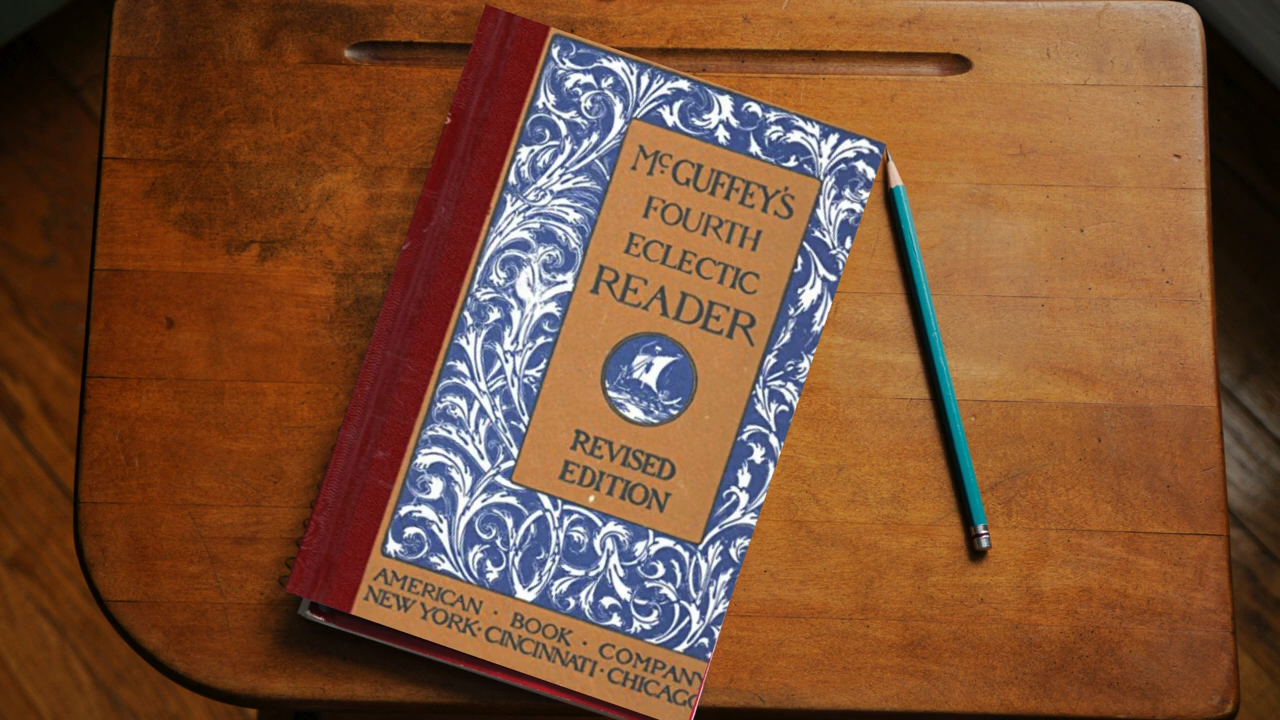 McGUFFEY'S
FOURTH
ECLECTIC
READER
REVISED
EDITION
AMERICAN · BOOK · COMPANY
NEW YORK · CINCINNATI · CHICAGO